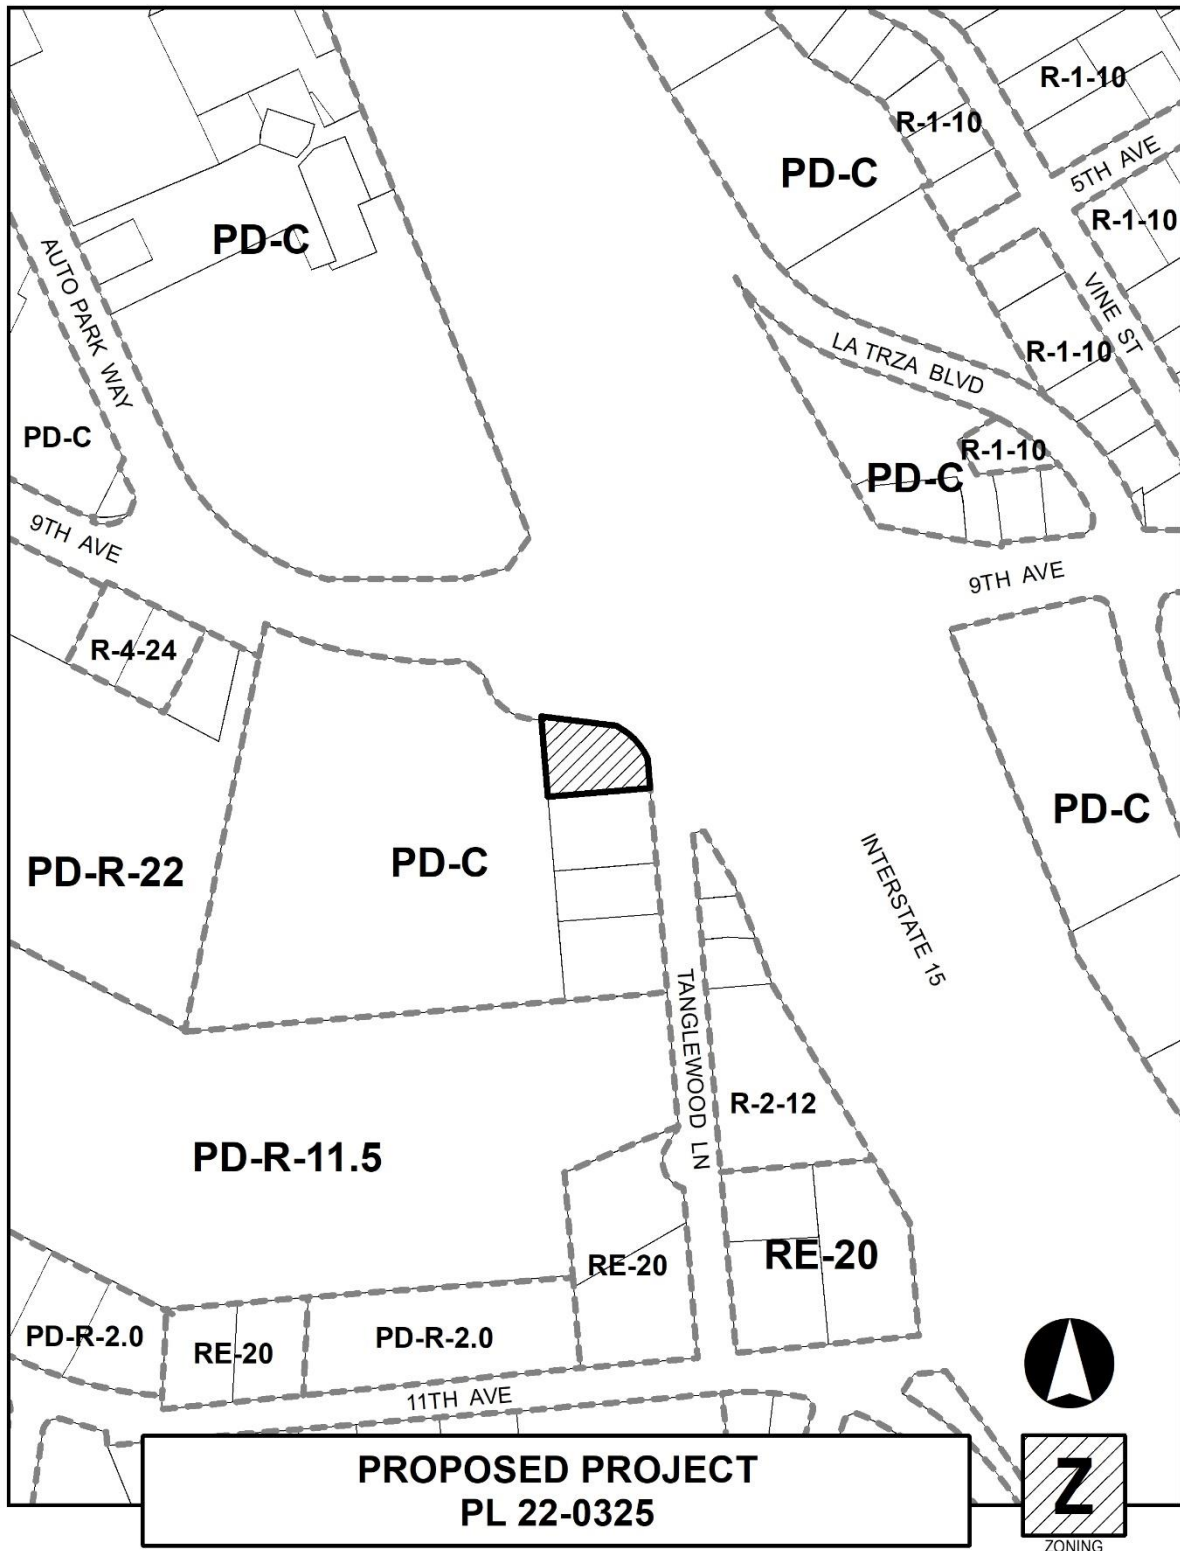 R-1-10
R-1-10
5TH AVE
PD-C
R-1-10
PD-C
AUTO PARK WAY
VINE ST
LA TRZA BLVD
R-1-10
PD-C
R-1-10
PD-C
9TH AVE
9TH AVE
R-4-24
PD-C
PD-R-22
PD-C
INTERSTATE 15
TANGLEWOOD LN
R-2-12
PD-R-11.5
RE-20
RE-20
PD-R-2.0
RE-20
PD-R-2.0
11TH AVE
PROPOSED PROJECT
PL 22-0325
Z
ZONING